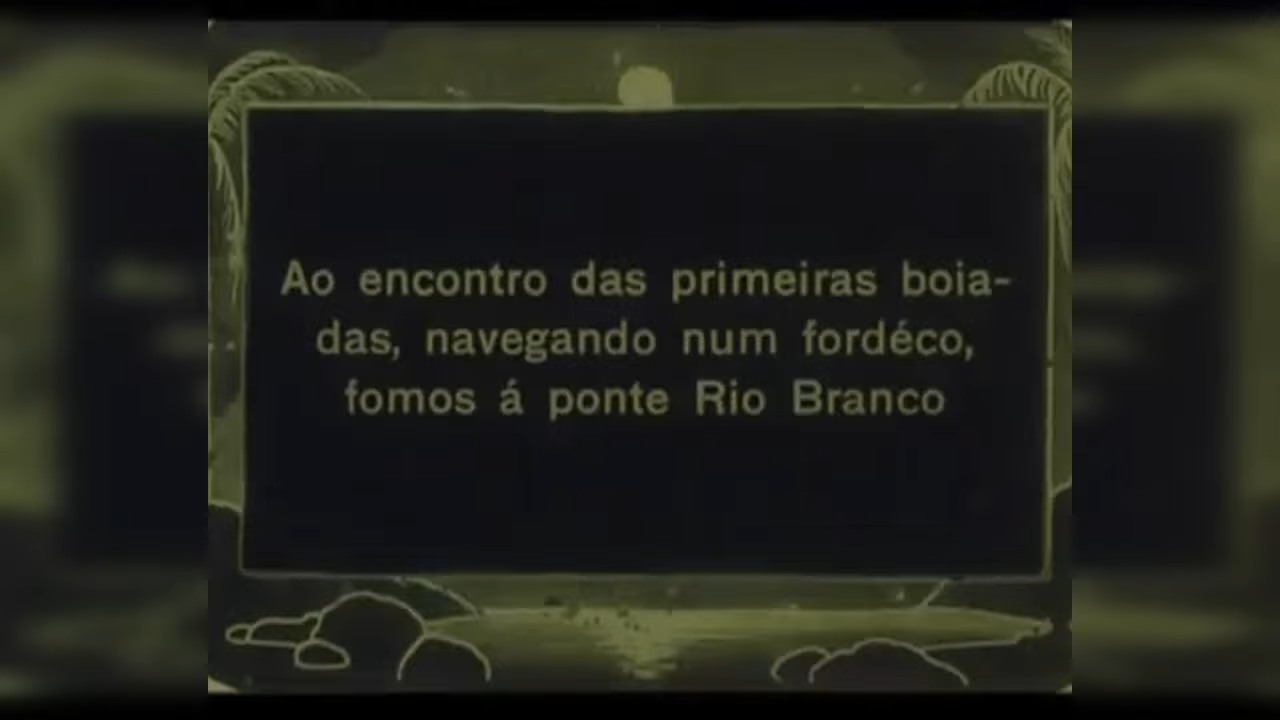 Ao encontro das primeiras boia-
das, navegando num fordéco,
fomos á ponte Rio Branco